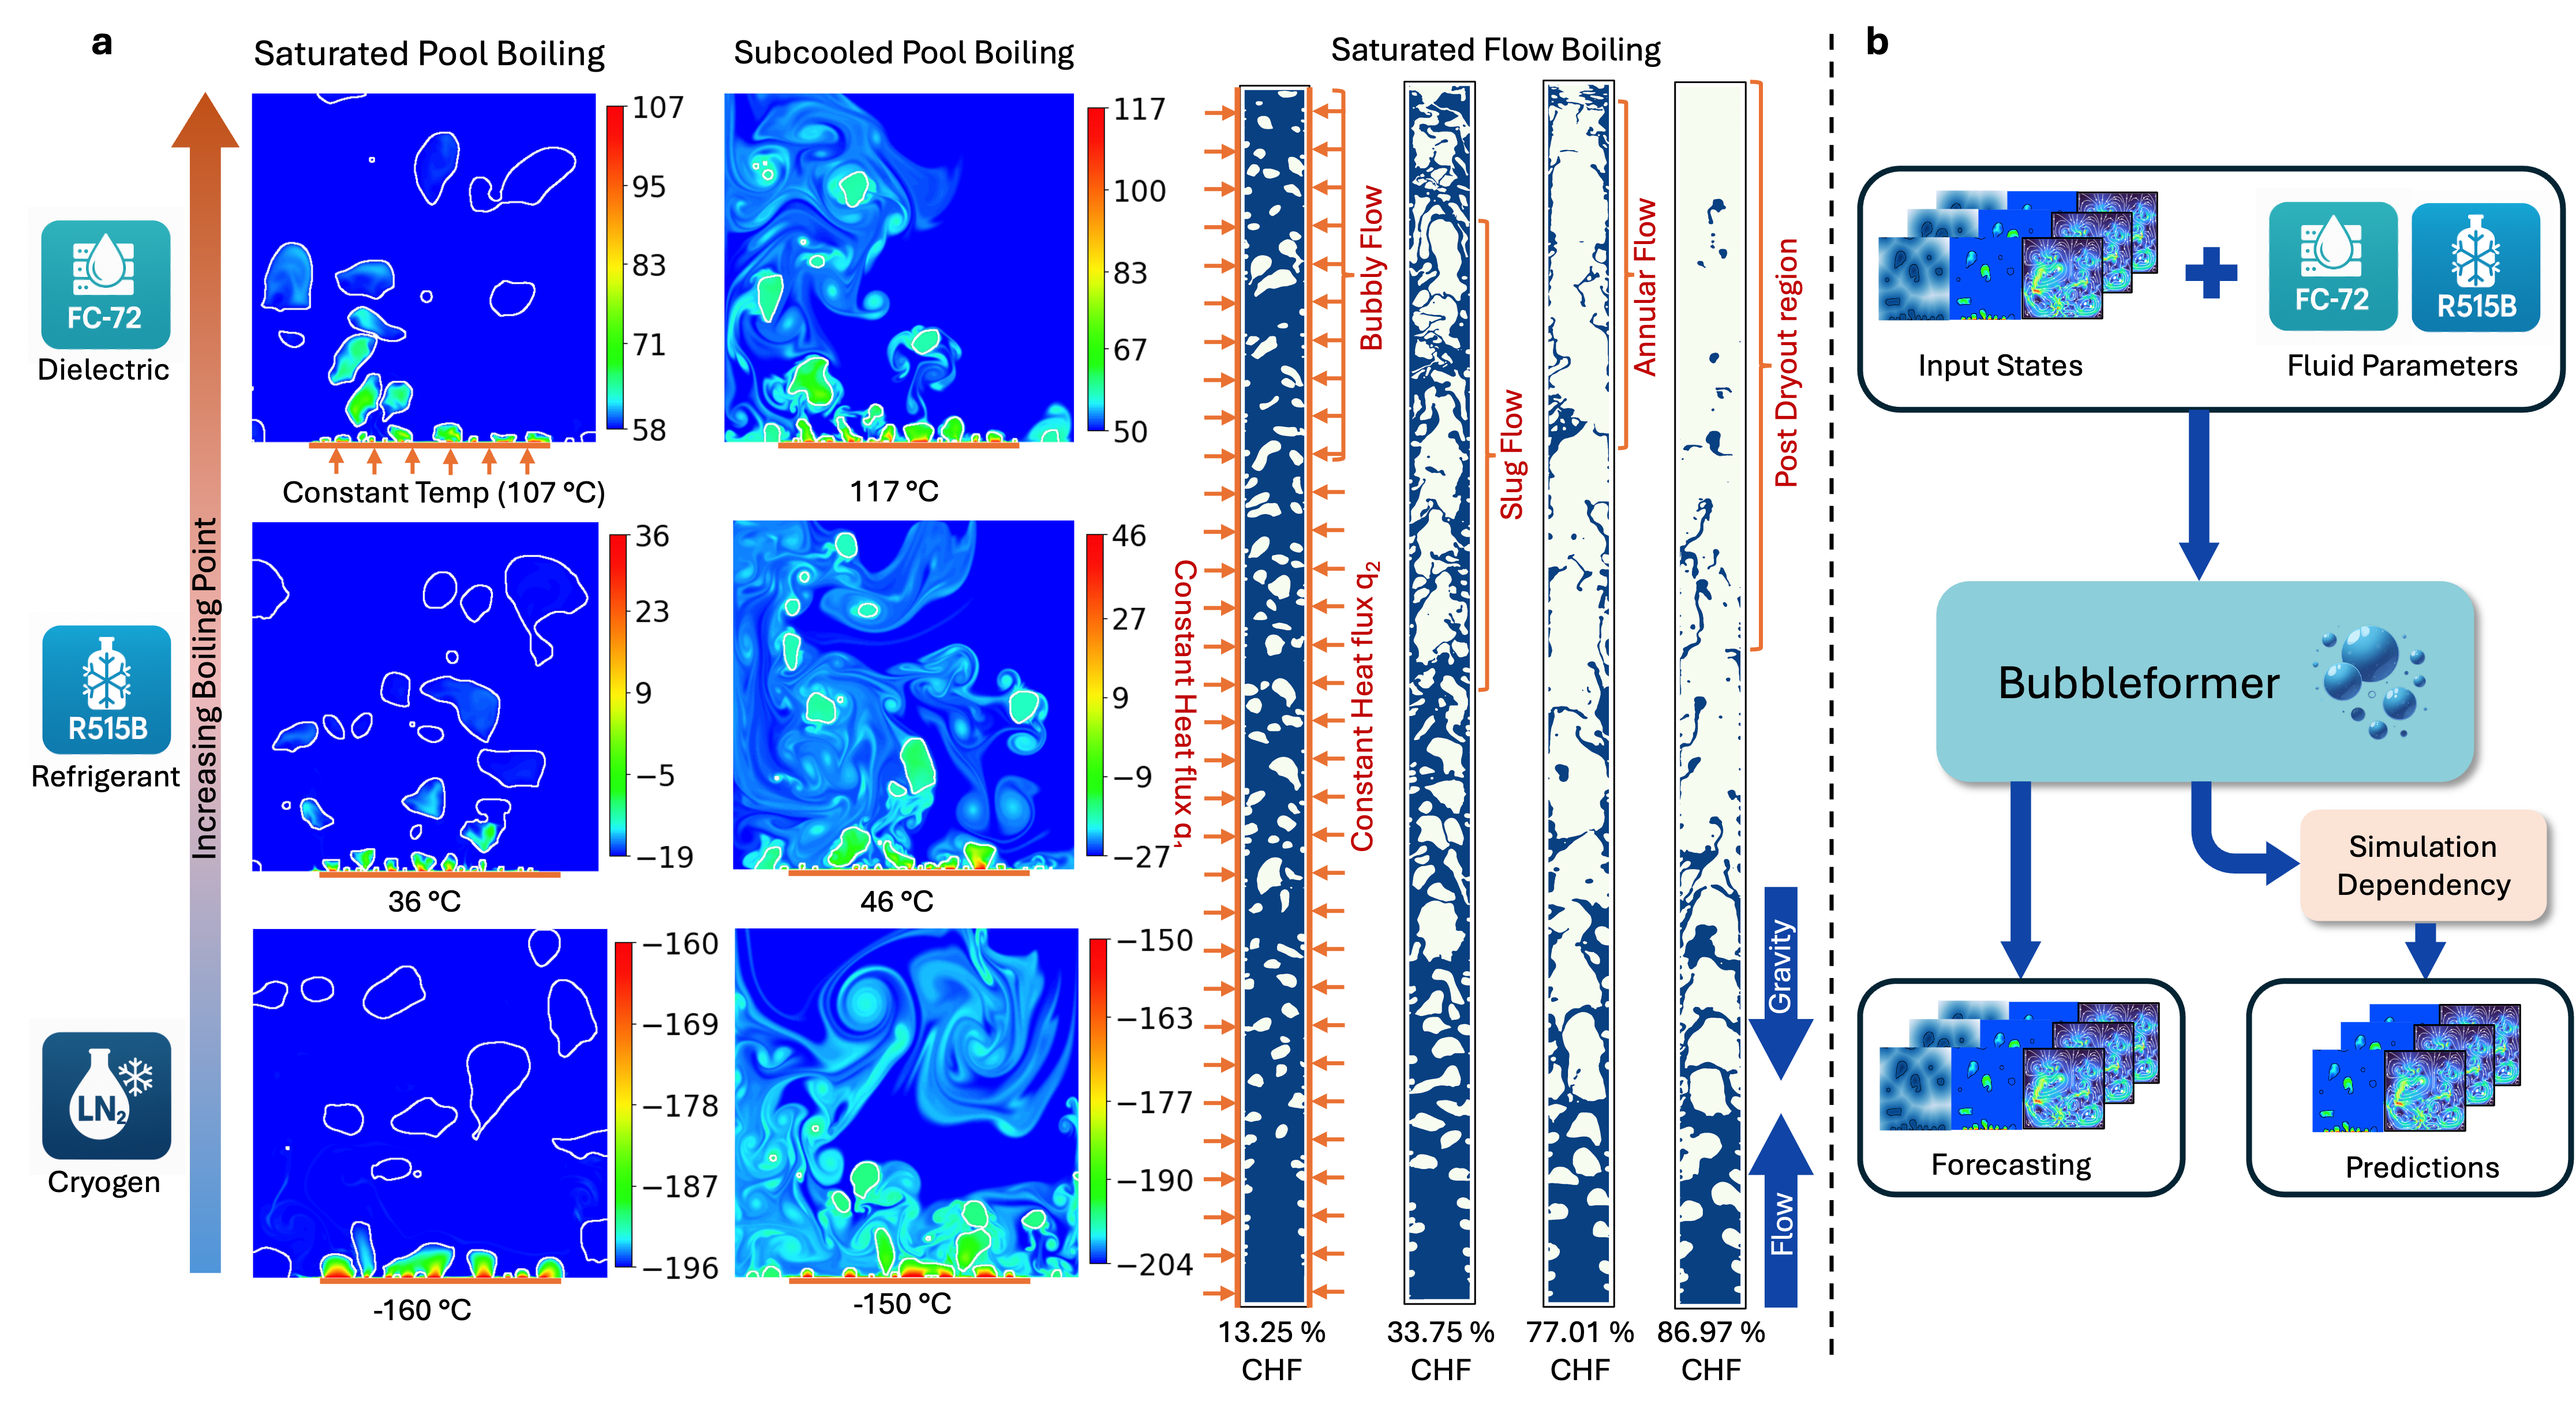 a
Saturated Pool Boiling
Subcooled Pool Boiling
Saturated Flow Boiling
Increasing Boiling Point
FC-72
Dielectric
R515B
Refrigerant
LN₂
Cryogen
107
95
83
71
58
Constant Temp (107 °C)
117
100
83
67
50
117 °C
36
23
9
−5
−19
36 °C
46
27
9
−9
−27
46 °C
−160
−169
−178
−187
−196
-160 °C
−150
−163
−177
−190
−204
-150 °C
Constant Heat flux q₁
Constant Heat flux q₂
Bubbly Flow
Slug Flow
Annular Flow
Post Dryout region
Gravity
Flow
13.25 %
CHF
33.75 %
CHF
77.01 %
CHF
86.97 %
CHF
b
Input States
FC-72
R515B
Fluid Parameters
Bubbleformer
Simulation
Dependency
Forecasting
Predictions